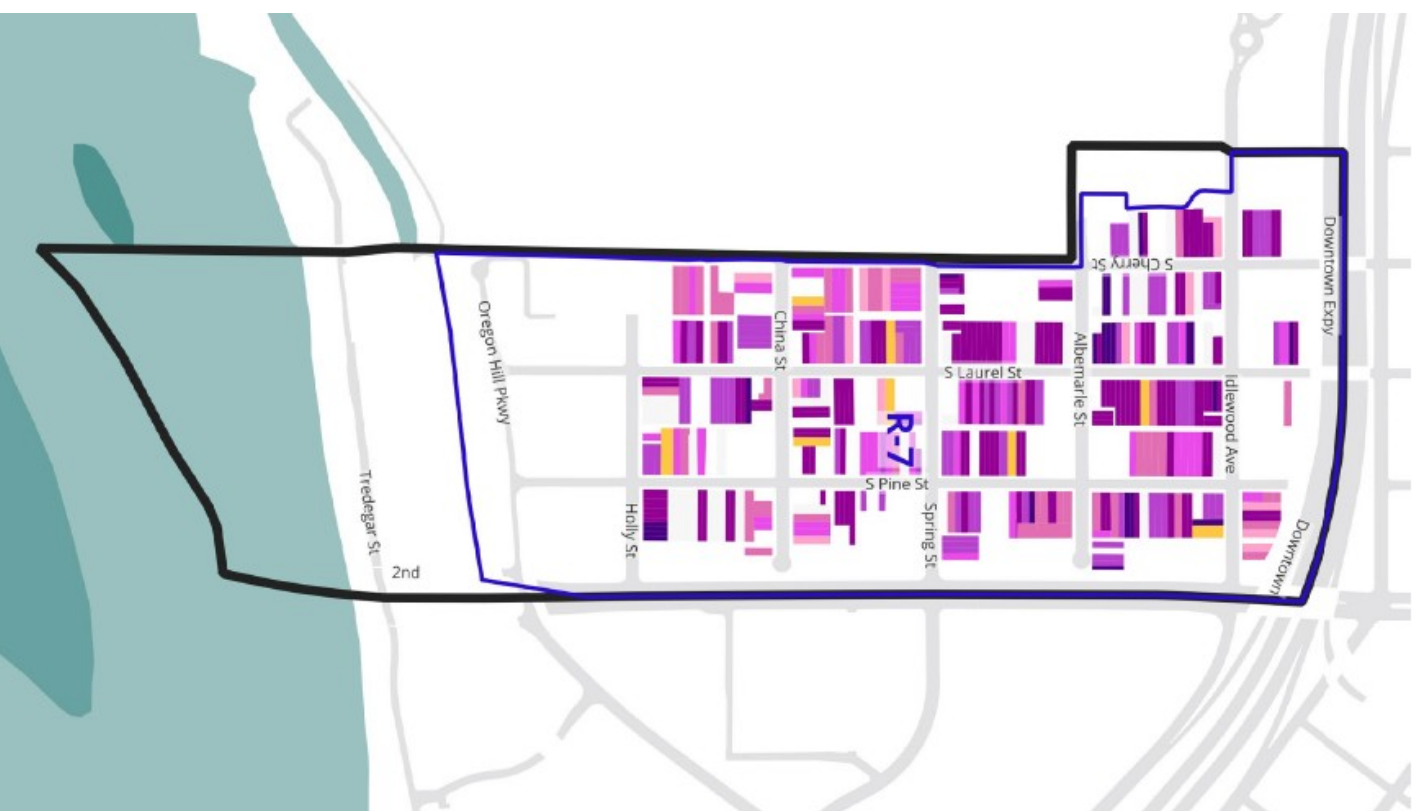 S Cherry St
Downtown Expy
Oregon Hill Pkwy
China St
Albemarle St
S Laurel St
Idlewood Ave
R-7
S Pine St
Tredegar St
Holly St
Spring St
Downtown
2nd